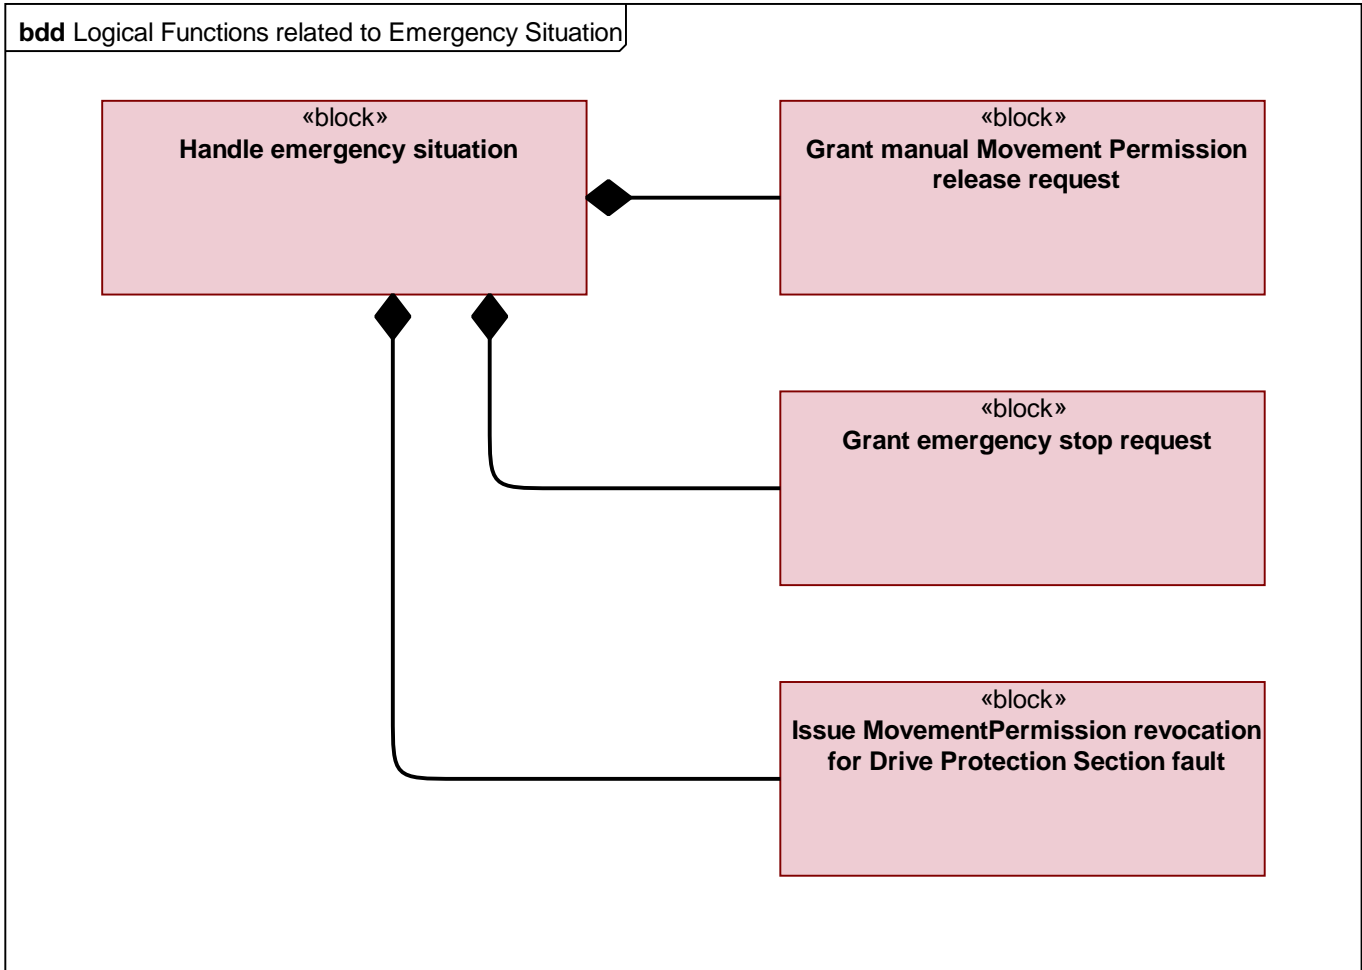 bdd Logical Functions related to Emergency Situation
«block»
Handle emergency situation
«block»
Grant manual Movement Permission
release request
«block»
Grant emergency stop request
«block»
Issue MovementPermission revocation
for Drive Protection Section fault